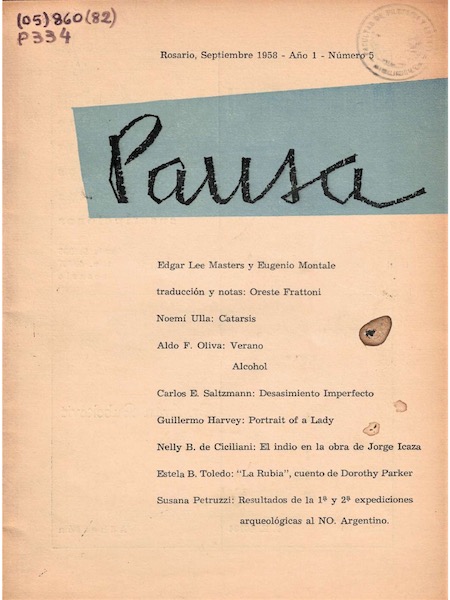 (05)860(82)
P334
Rosario, Septiembre 1958 - Año 1 - Número 5
Pausa
Edgar Lee Masters y Eugenio Montale
traducción y notas: Oreste Frattoni
Noemí Ulla: Catarsis
Aldo F. Oliva: Verano
Alcohol
Carlos E. Saltzmann: Desasimiento Imperfecto
Guillermo Harvey: Portrait of a Lady
Nelly B. de Ciciliani: El indio en la obra de Jorge Icaza
Estela B. Toledo: "La Rubia", cuento de Dorothy Parker
Susana Petruzzi: Resultados de la 1ª y 2ª expediciones
arqueológicas al NO. Argentino.